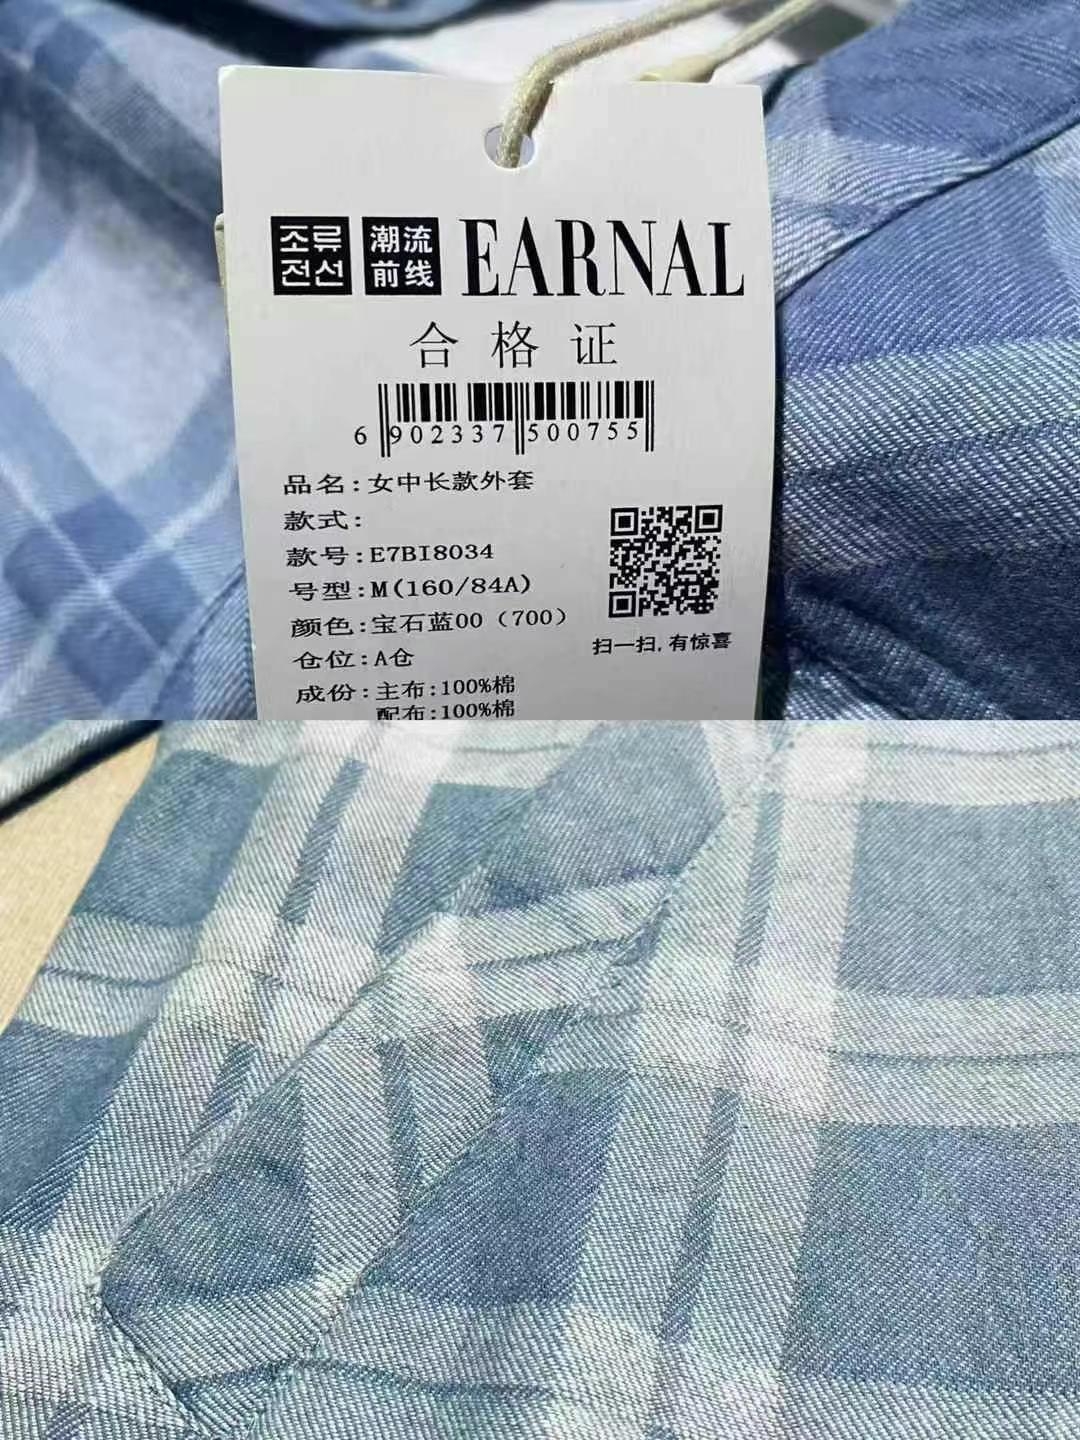 조류 潮流 EARNAL
전선 前线
合格证
6 902337 500755
品名:女中长款外套
款式:
款号:E7BI8034
号型:M(160/84A)
颜色:宝石蓝00（700）
扫一扫,有惊喜
仓位:A仓
成份:主布:100%棉
配布:100%棉